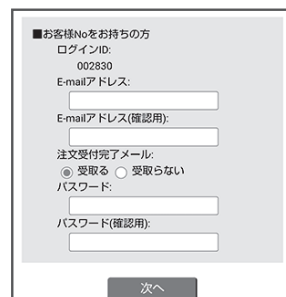 ■お客様Noをお持ちの方
ログインID:
002830
E-mailアドレス:
E-mailアドレス(確認用):
注文受付完了メール:
受取る 受取らない
パスワード:
パスワード(確認用):
次へ